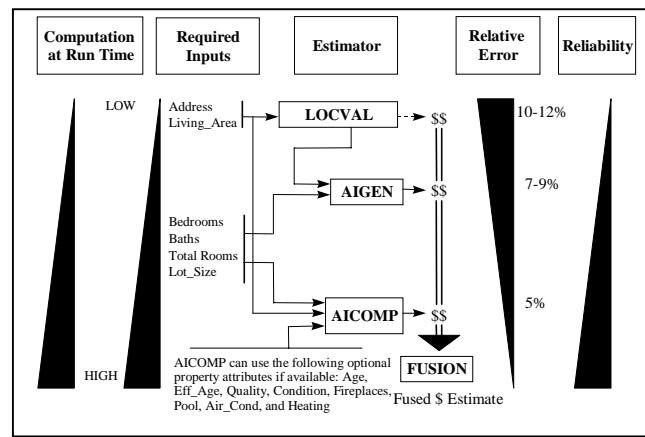 Computation
at Run Time
Required
Inputs
Estimator
Relative
Error
Reliability
LOW
Address
Living_Area
LOCVAL
$$
10-12%
AIGEN
$$
7-9%
Bedrooms
Baths
Total Rooms
Lot_Size
AICOMP
$$
5%
HIGH
AICOMP can use the following optional
property attributes if available: Age,
Eff_Age, Quality, Condition, Fireplaces,
Pool, Air_Cond, and Heating
FUSION
Fused $ Estimate